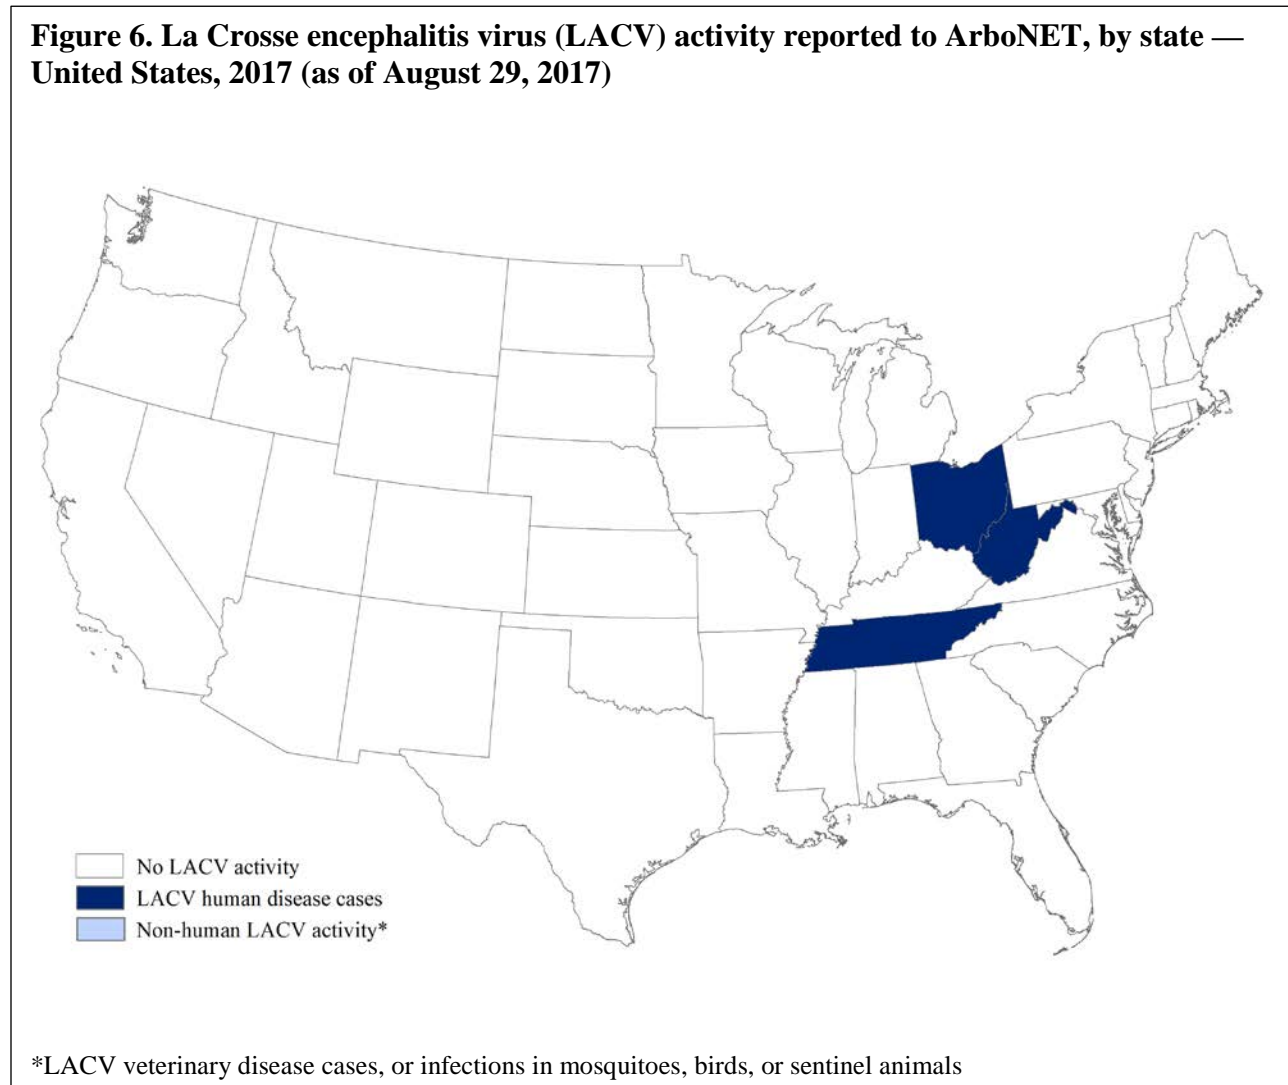 Figure 6. La Crosse encephalitis virus (LACV) activity reported to ArboNET, by state —
United States, 2017 (as of August 29, 2017)
No LACV activity
LACV human disease cases
Non-human LACV activity*
*LACV veterinary disease cases, or infections in mosquitoes, birds, or sentinel animals